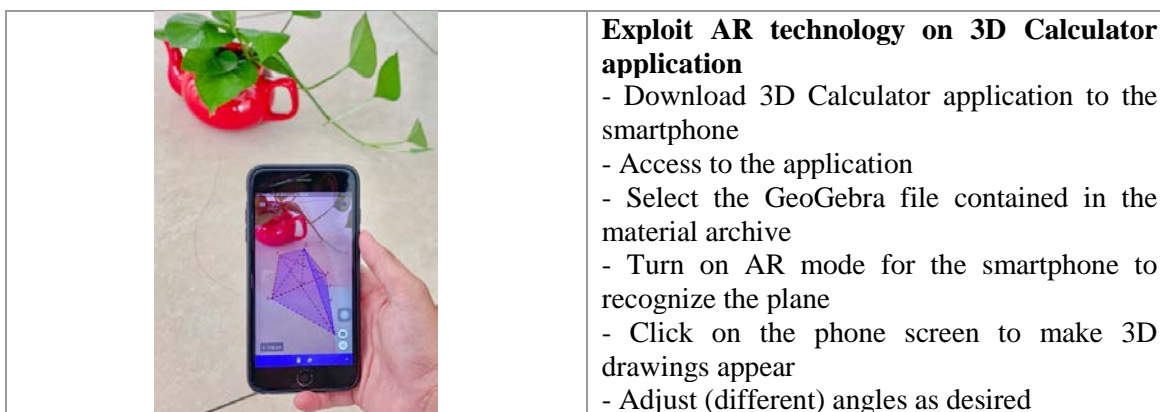 Exploit AR technology on 3D Calculator
application
- Download 3D Calculator application to the
smartphone
- Access to the application
- Select the GeoGebra file contained in the
material archive
- Turn on AR mode for the smartphone to
recognize the plane
- Click on the phone screen to make 3D
drawings appear
- Adjust (different) angles as desired